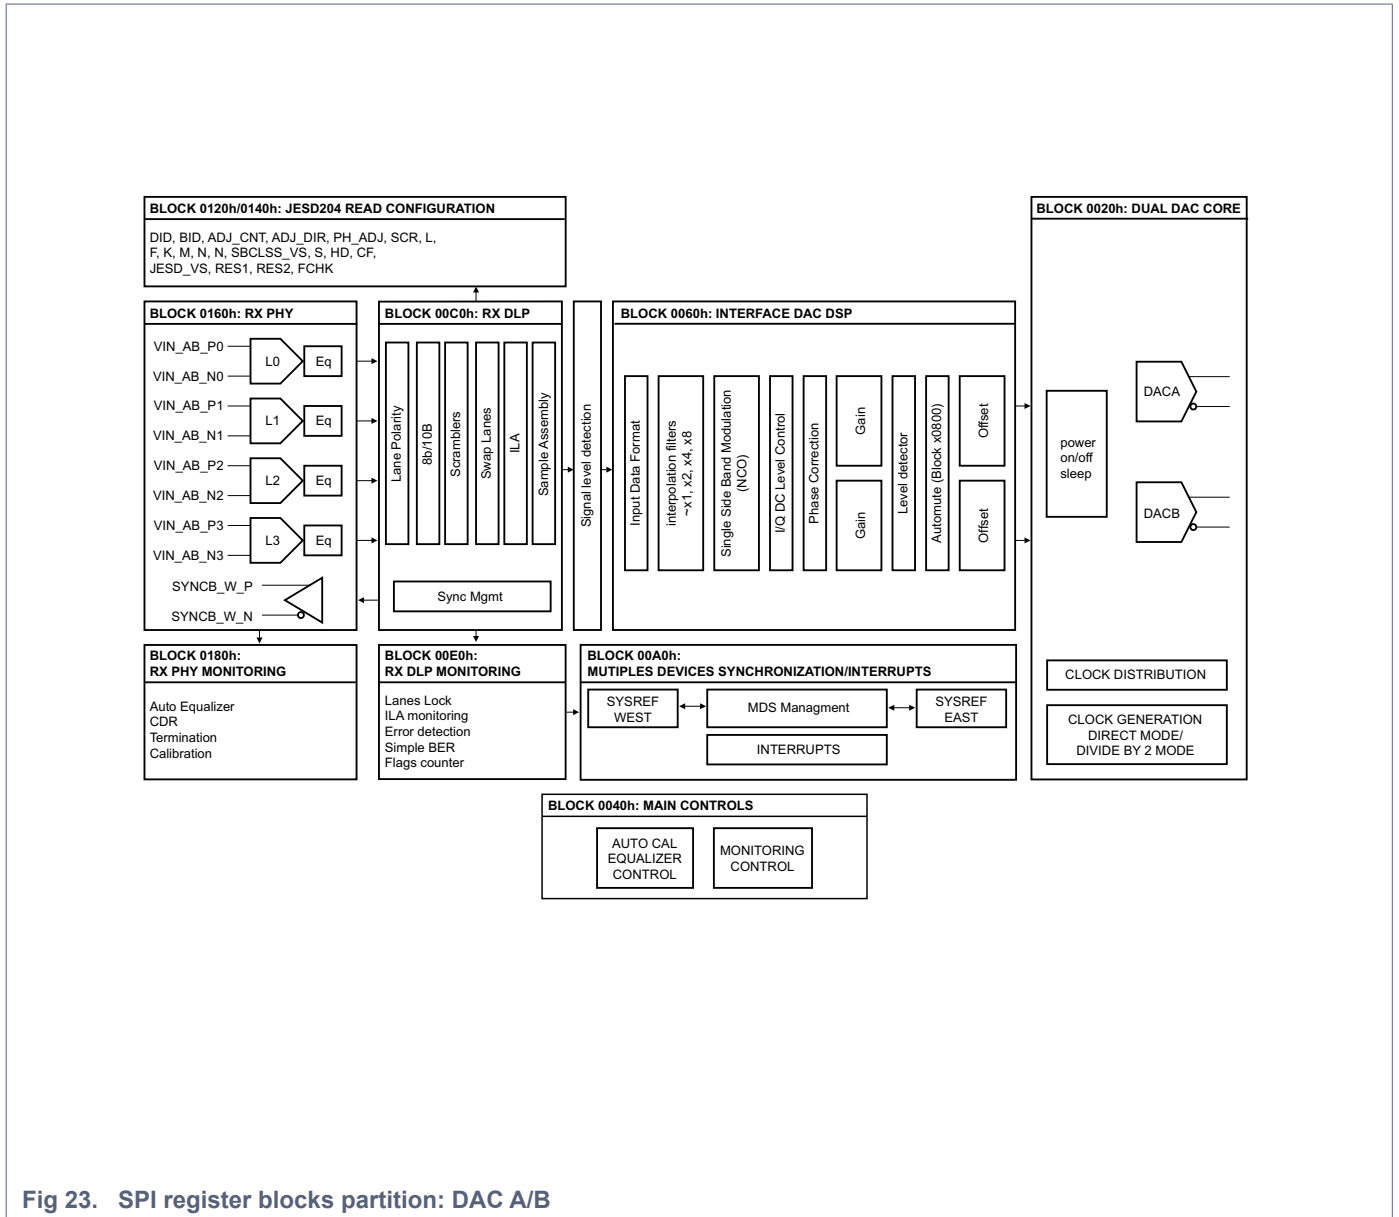 BLOCK 0120h/0140h: JESD204 READ CONFIGURATION
DID, BID, ADJ_CNT, ADJ_DIR, PH_ADJ, SCR, L,
F, K, M, N, N, SBCLSS_VS, S, HD, CF,
JESD_VS, RES1, RES2, FCHK
BLOCK 0160h: RX PHY
VIN_AB_P0
VIN_AB_N0
L0
Eq
VIN_AB_P1
VIN_AB_N1
L1
Eq
VIN_AB_P2
VIN_AB_N2
L2
Eq
VIN_AB_P3
VIN_AB_N3
L3
Eq
SYNCB_W_P
SYNCB_W_N
BLOCK 00C0h: RX DLP
Lane Polarity
8b/10B
Scramblers
Swap Lanes
ILA
Sample Assembly
Sync Mgmt
Signal level detection
BLOCK 0060h: INTERFACE DAC DSP
Input Data Format
interpolation filters
~x1, x2, x4, x8
Single Side Band Modulation
(NCO)
I/Q DC Level Control
Phase Correction
Gain
Gain
Level detector
Automute (Block x0800)
Offset
Offset
BLOCK 0020h: DUAL DAC CORE
power
on/off
sleep
DACA
DACB
CLOCK DISTRIBUTION
CLOCK GENERATION
DIRECT MODE/
DIVIDE BY 2 MODE
BLOCK 0180h:
RX PHY MONITORING
Auto Equalizer
CDR
Termination
Calibration
BLOCK 00E0h:
RX DLP MONITORING
Lanes Lock
ILA monitoring
Error detection
Simple BER
Flags counter
BLOCK 00A0h:
MUTIPLES DEVICES SYNCHRONIZATION/INTERRUPTS
SYSREF
WEST
MDS Managment
SYSREF
EAST
INTERRUPTS
BLOCK 0040h: MAIN CONTROLS
AUTO CAL
EQUALIZER
CONTROL
MONITORING
CONTROL
Fig 23. SPI register blocks partition: DAC A/B